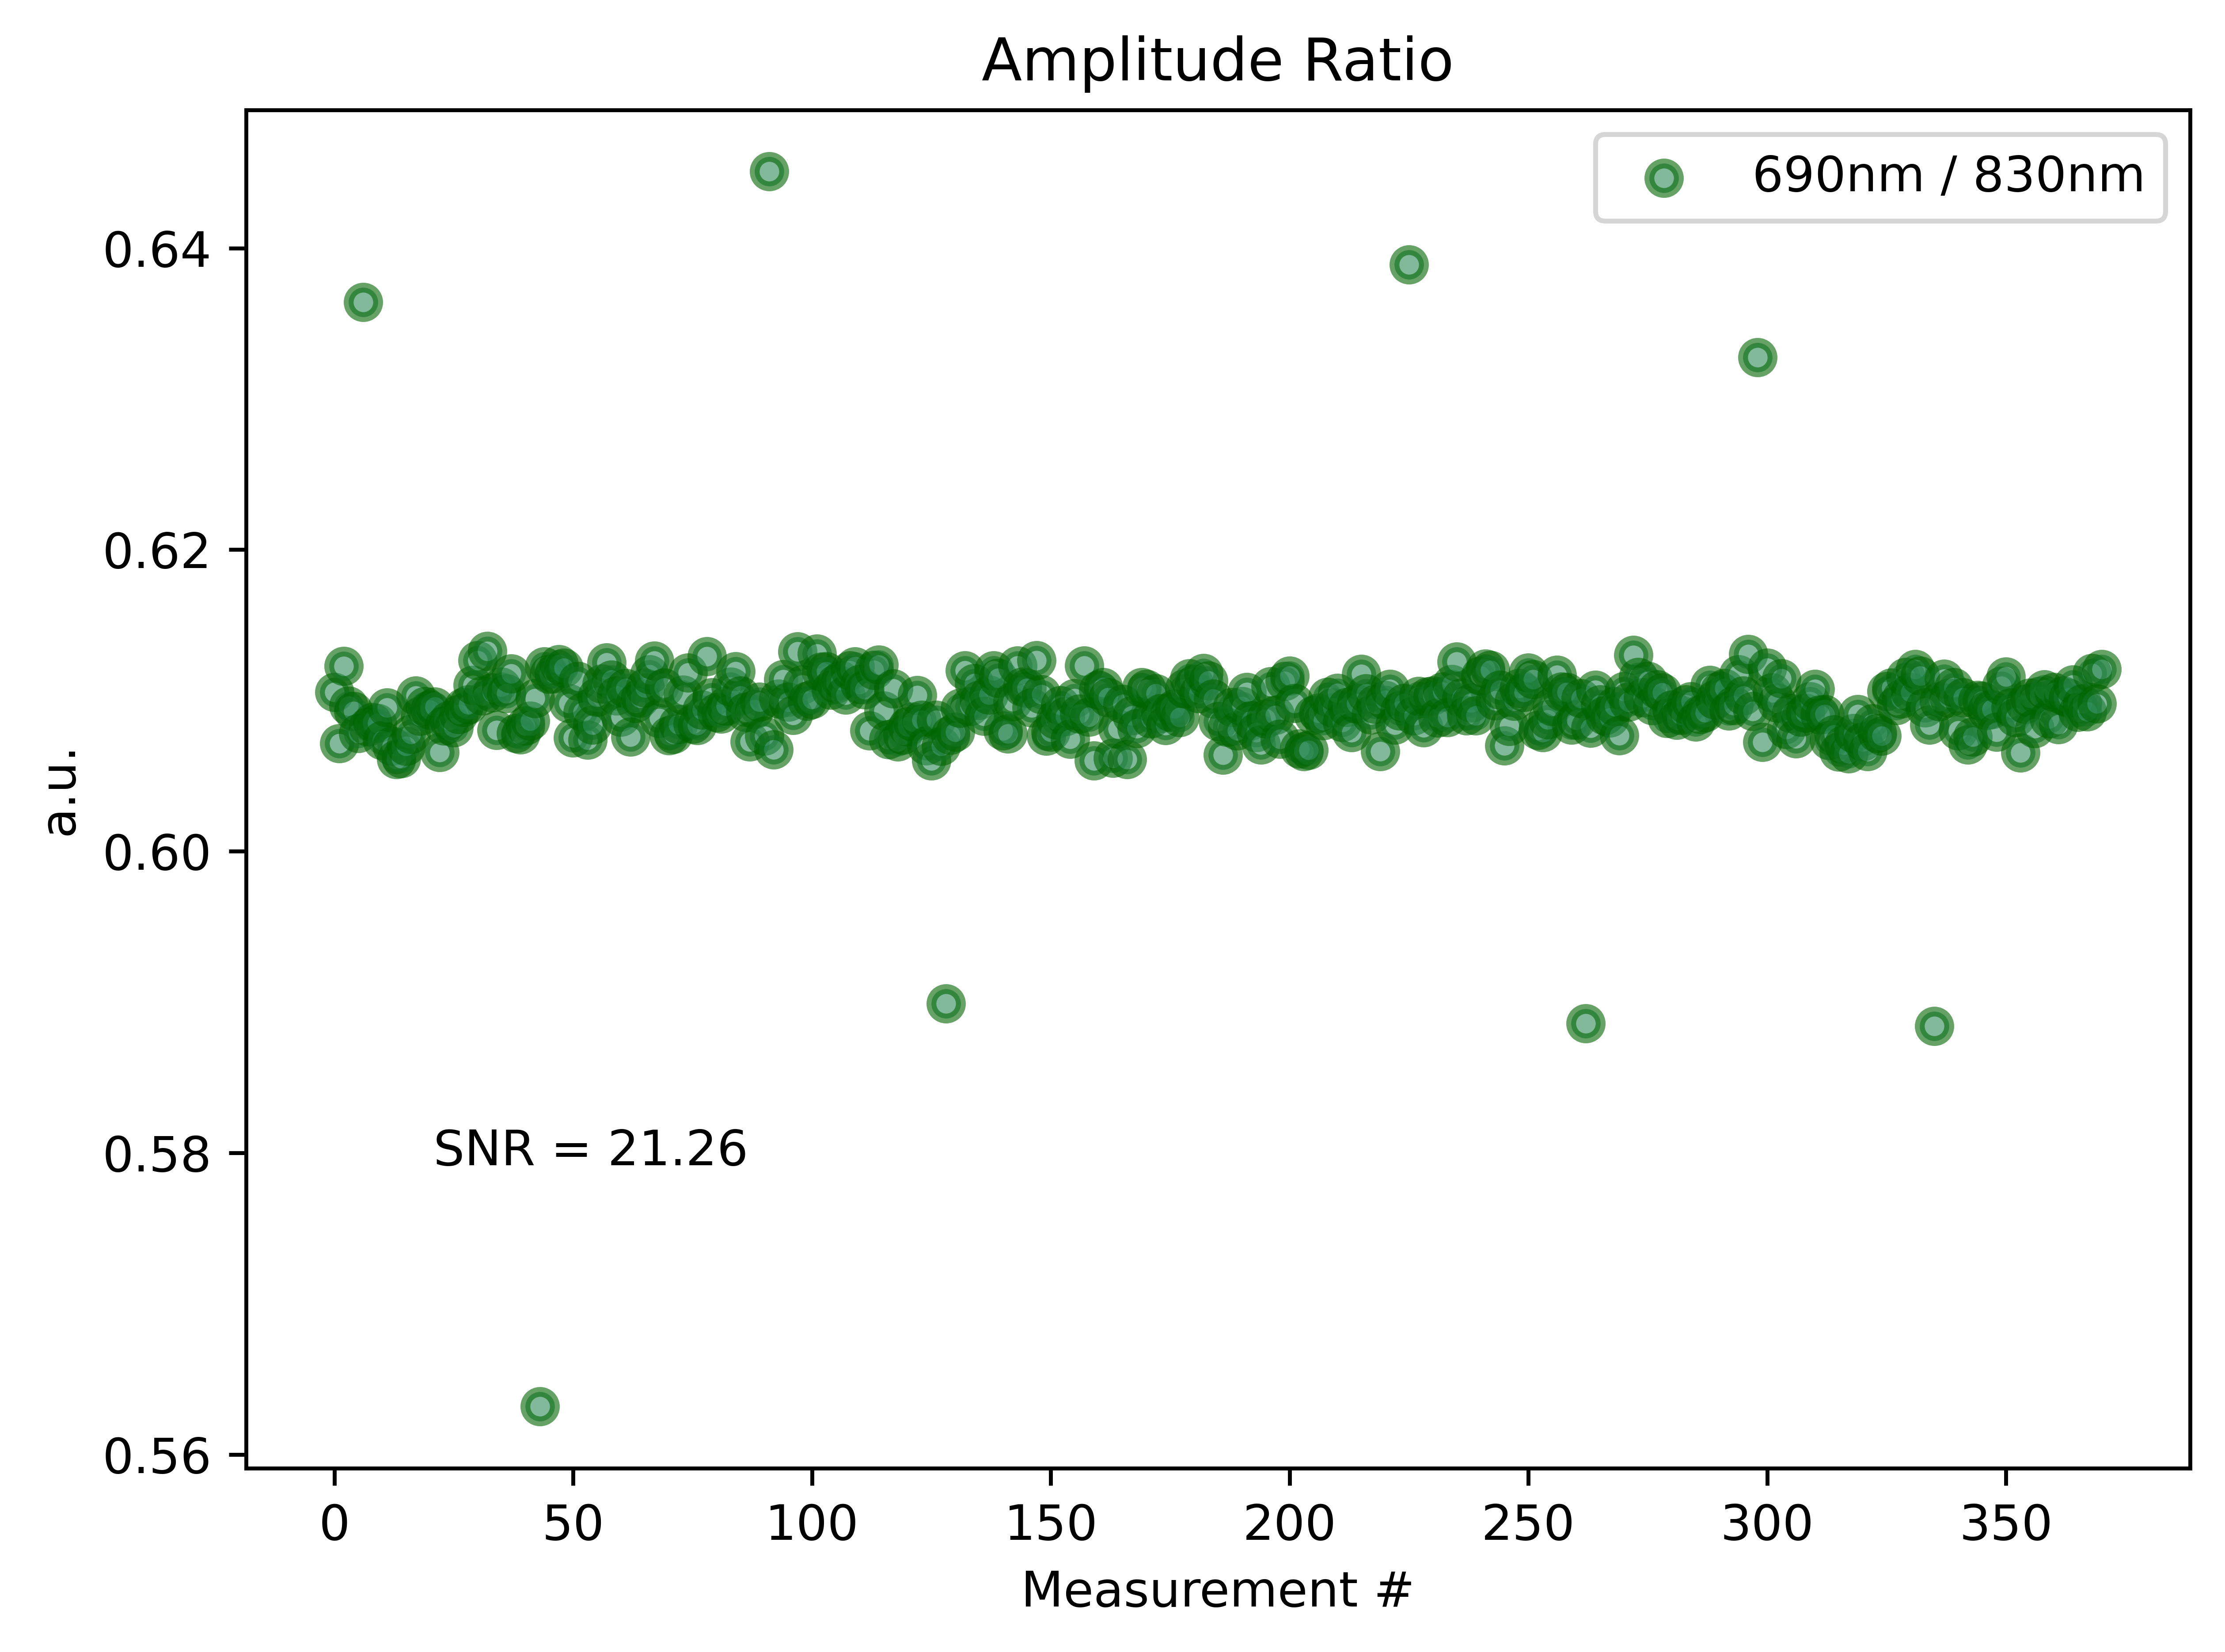 Amplitude Ratio
690nm / 830nm
0.64
0.62
0.60
0.58
0.56
a.u.
SNR = 21.26
0 50 100 150 200 250 300 350
Measurement #